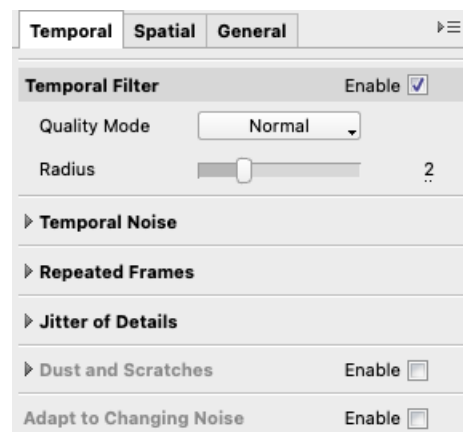 Temporal Spatial General
Temporal Filter Enable
Quality Mode Normal
Radius 2
Temporal Noise
Repeated Frames
Jitter of Details
Dust and Scratches Enable
Adapt to Changing Noise Enable